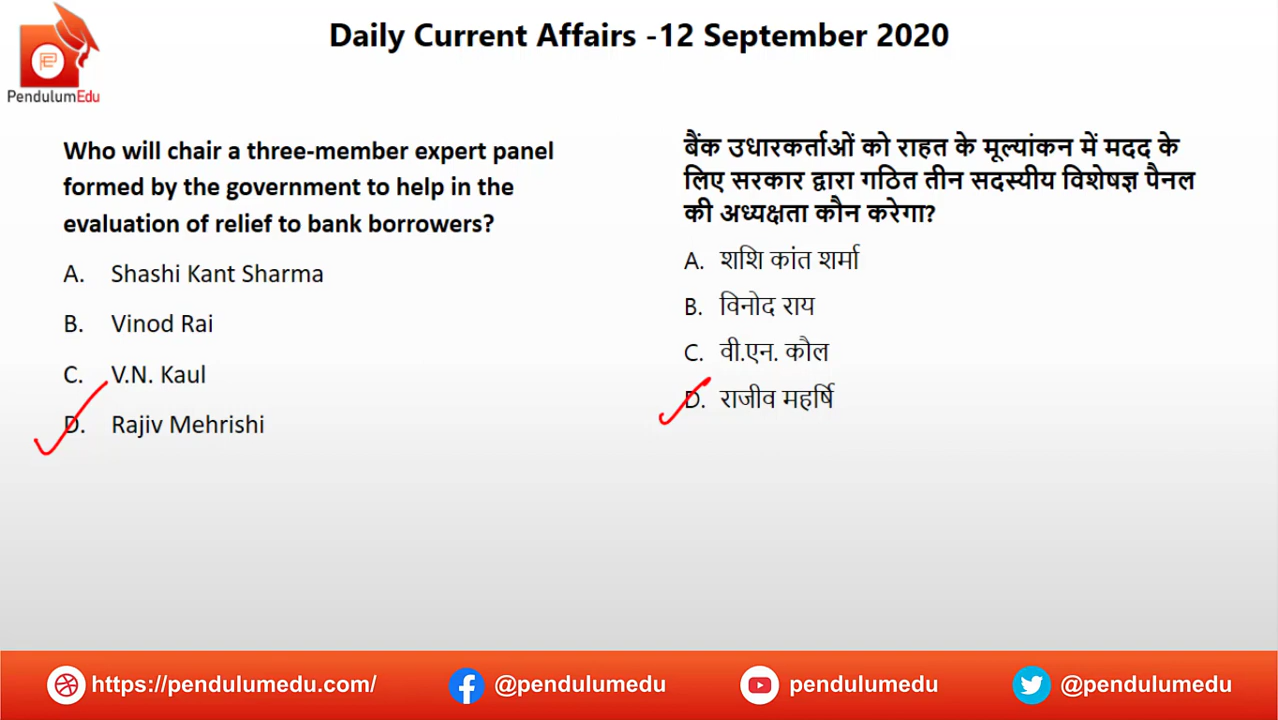 Daily Current Affairs -12 September 2020
PendulumEdu
Who will chair a three-member expert panel
formed by the government to help in the
evaluation of relief to bank borrowers?
A. Shashi Kant Sharma
B. Vinod Rai
C. V.N. Kaul
D. Rajiv Mehrishi
बैंक उधारकर्ताओं को राहत के मूल्यांकन में मदद के
लिए सरकार द्वारा गठित तीन सदस्यीय विशेषज्ञ पैनल
की अध्यक्षता कौन करेगा?
A. शशि कांत शर्मा
B. विनोद राय
C. वी.एन. कौल
D. राजीव महर्षि
https://pendulumedu.com/ @pendulumedu pendulumedu @pendulumedu